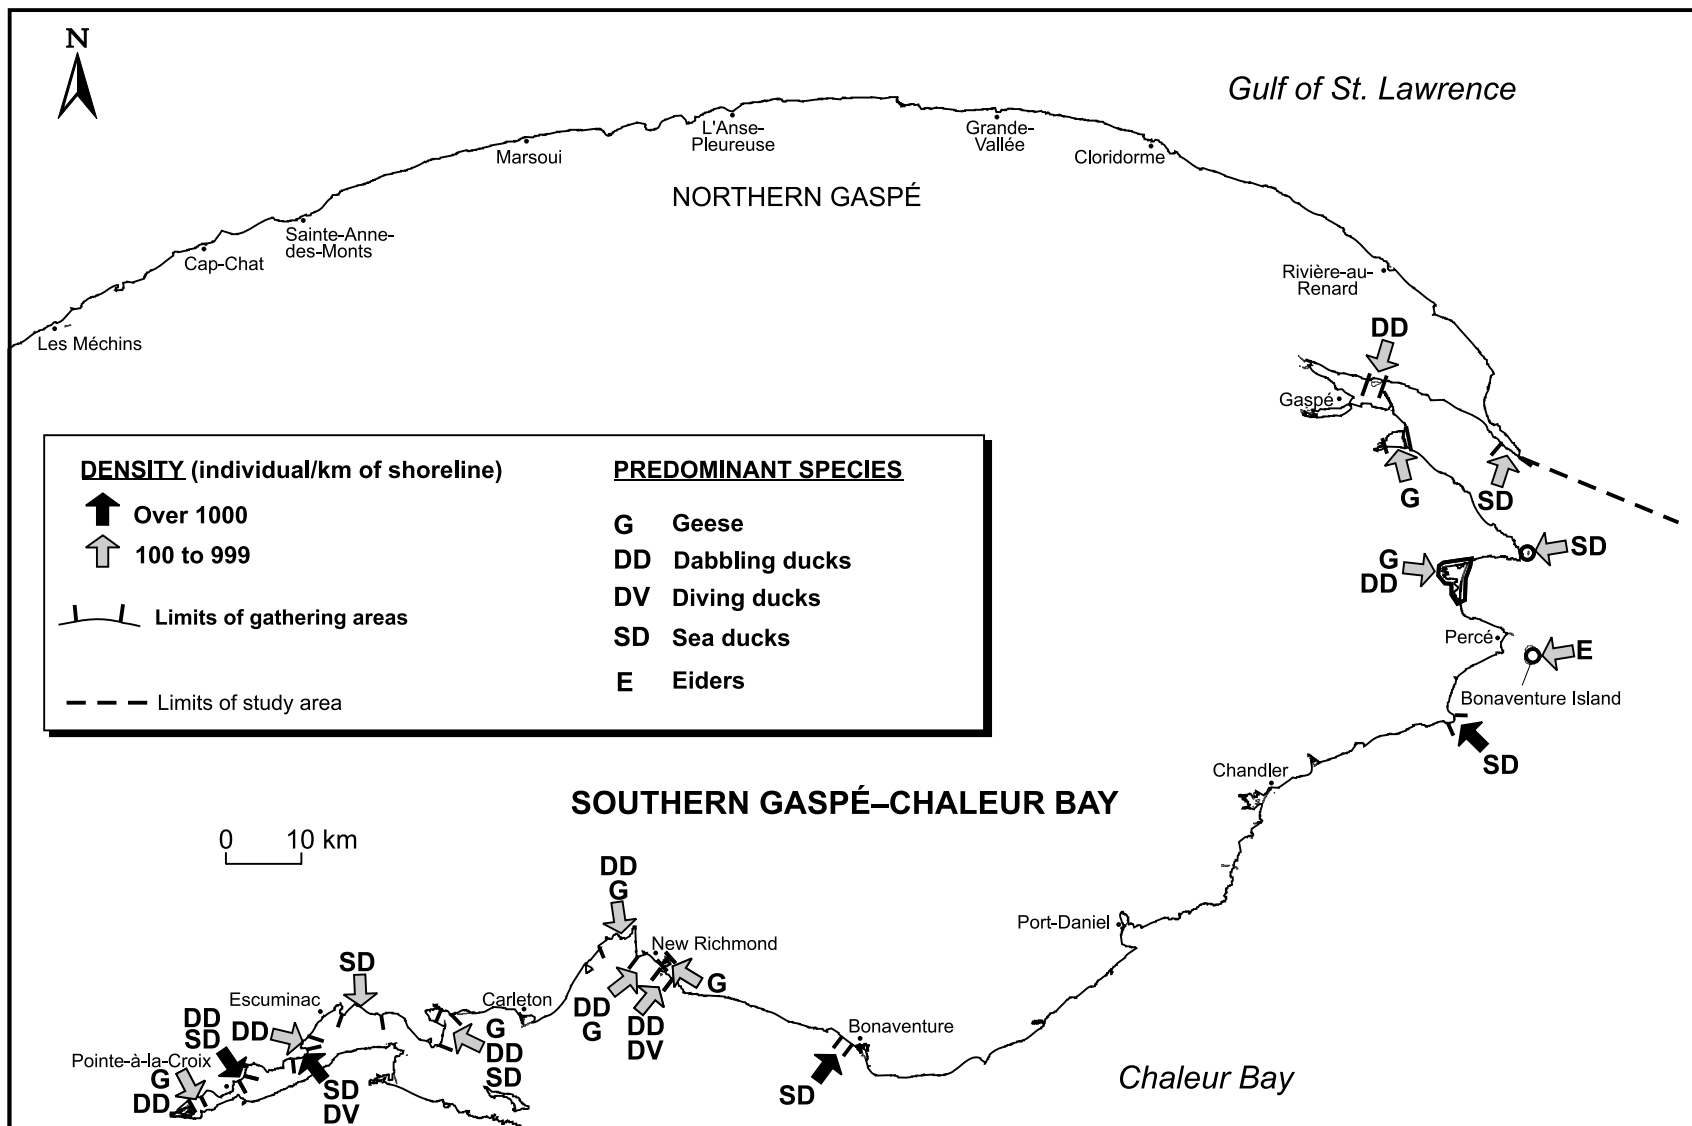 N
Gulf of St. Lawrence
L'Anse-
Pleureuse
Grande-
Vallée
Marsoui
Cloridorme
NORTHERN GASPÉ
Sainte-Anne-
des-Monts
Cap-Chat
Rivière-au-
Renard
Les Méchins
DD
Gaspé
G
SD
SD
G
DD
Percé
E
Bonaventure Island
SD
DENSITY (individual/km of shoreline)
Over 1000
100 to 999
Limits of gathering areas
Limits of study area
PREDOMINANT SPECIES
G Geese
DD Dabbling ducks
DV Diving ducks
SD Sea ducks
E Eiders
Chandler
SOUTHERN GASPÉ–CHALEUR BAY
0 10 km
DD
G
Port-Daniel
New Richmond
G
SD
Escuminac
Carleton
DD
G
DD
DV
DD
SD
DD
G
DD
SD
Bonaventure
SD
Pointe-à-la-Croix
G
DD
SD
DV
Chaleur Bay